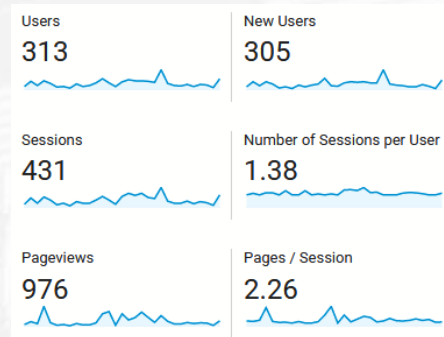 Users
313
New Users
305
Sessions
431
Number of Sessions per User
1.38
Pageviews
976
Pages / Session
2.26